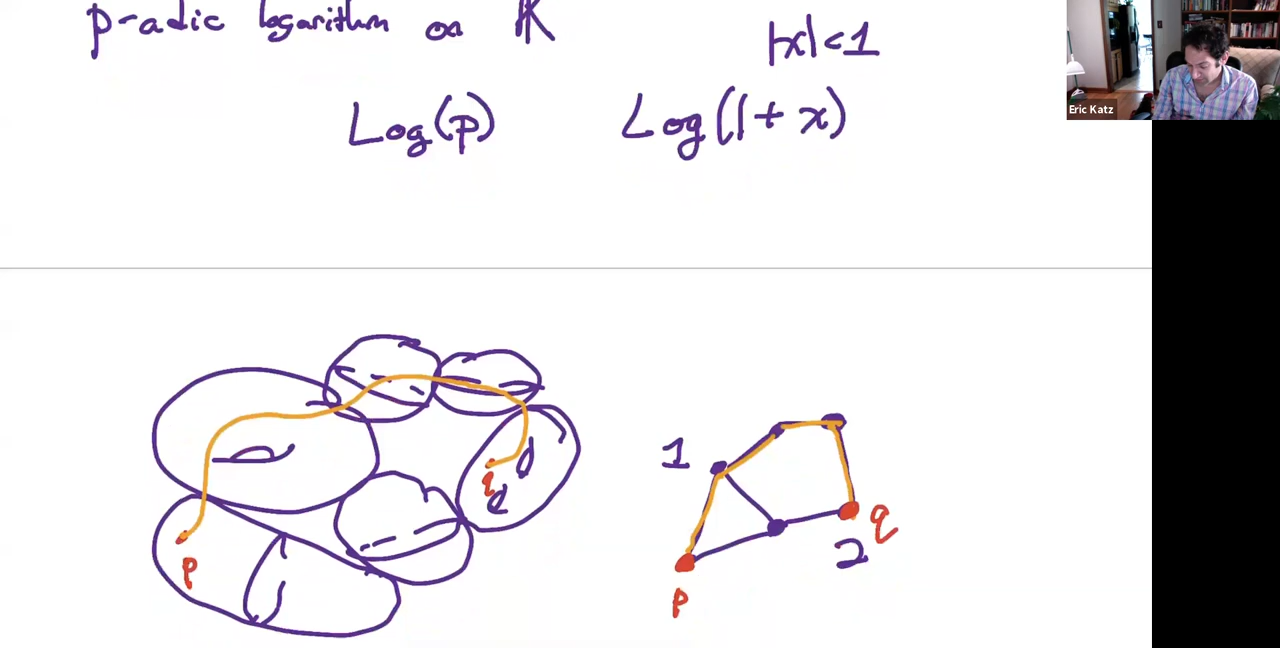 p-adic logarithm on K
|x|<1
Log(p) Log(1+x)
Eric Katz
1
q
q
2
p
p